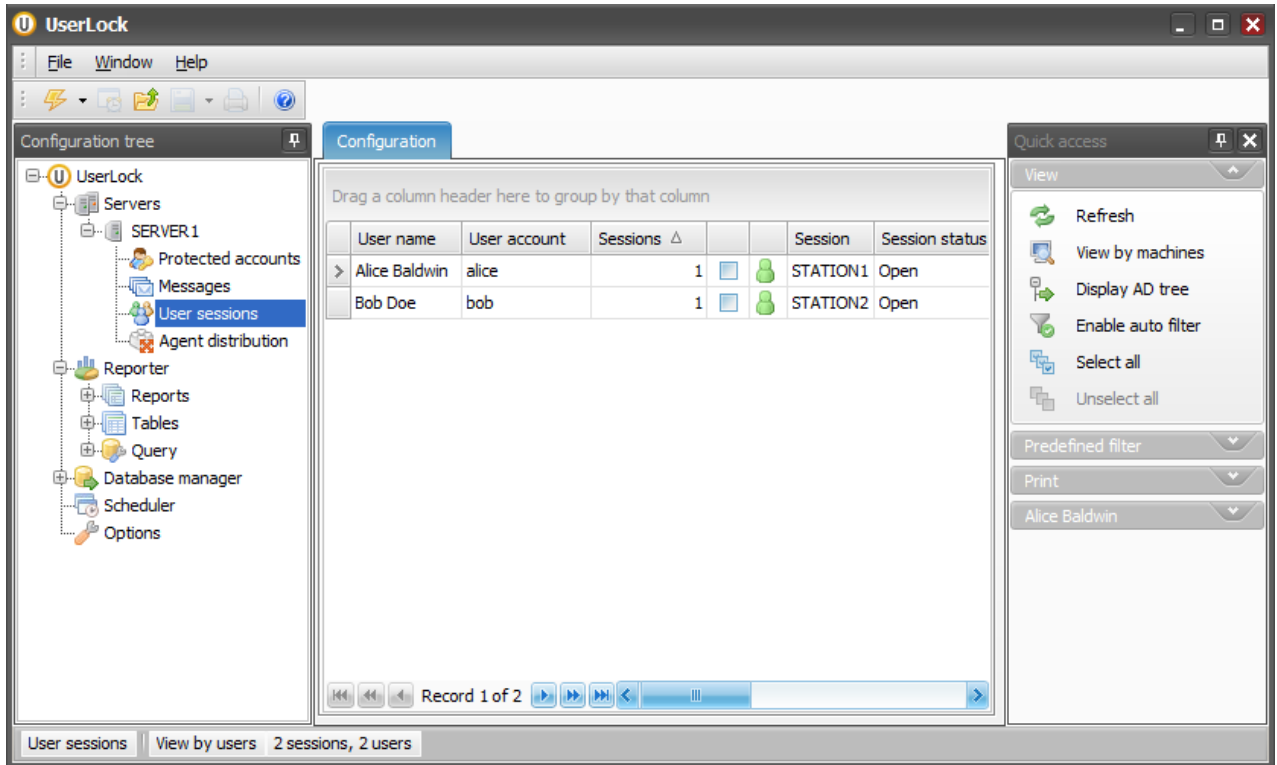 UserLock
File Window Help
Configuration tree
UserLock
Servers
SERVER1
Protected accounts
Messages
User sessions
Agent distribution
Reporter
Reports
Tables
Query
Database manager
Scheduler
Options
Configuration
Drag a column header here to group by that column
User name User account Sessions Session Session status
Alice Baldwin alice 1 STATION1 Open
Bob Doe bob 1 STATION2 Open
Record 1 of 2
Quick access
View
Refresh
View by machines
Display AD tree
Enable auto filter
Select all
Unselect all
Predefined filter
Print
Alice Baldwin
User sessions View by users 2 sessions, 2 users